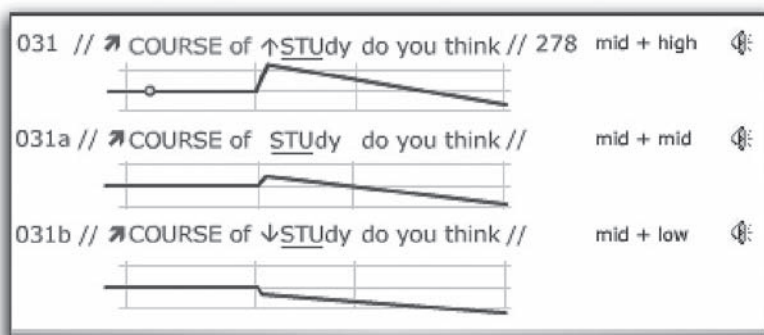 031 // ↗ COURSE of ↑STUdy do you think // 278 mid + high
031a // ↗ COURSE of STUdy do you think // mid + mid
031b // ↗ COURSE of ↓STUdy do you think // mid + low